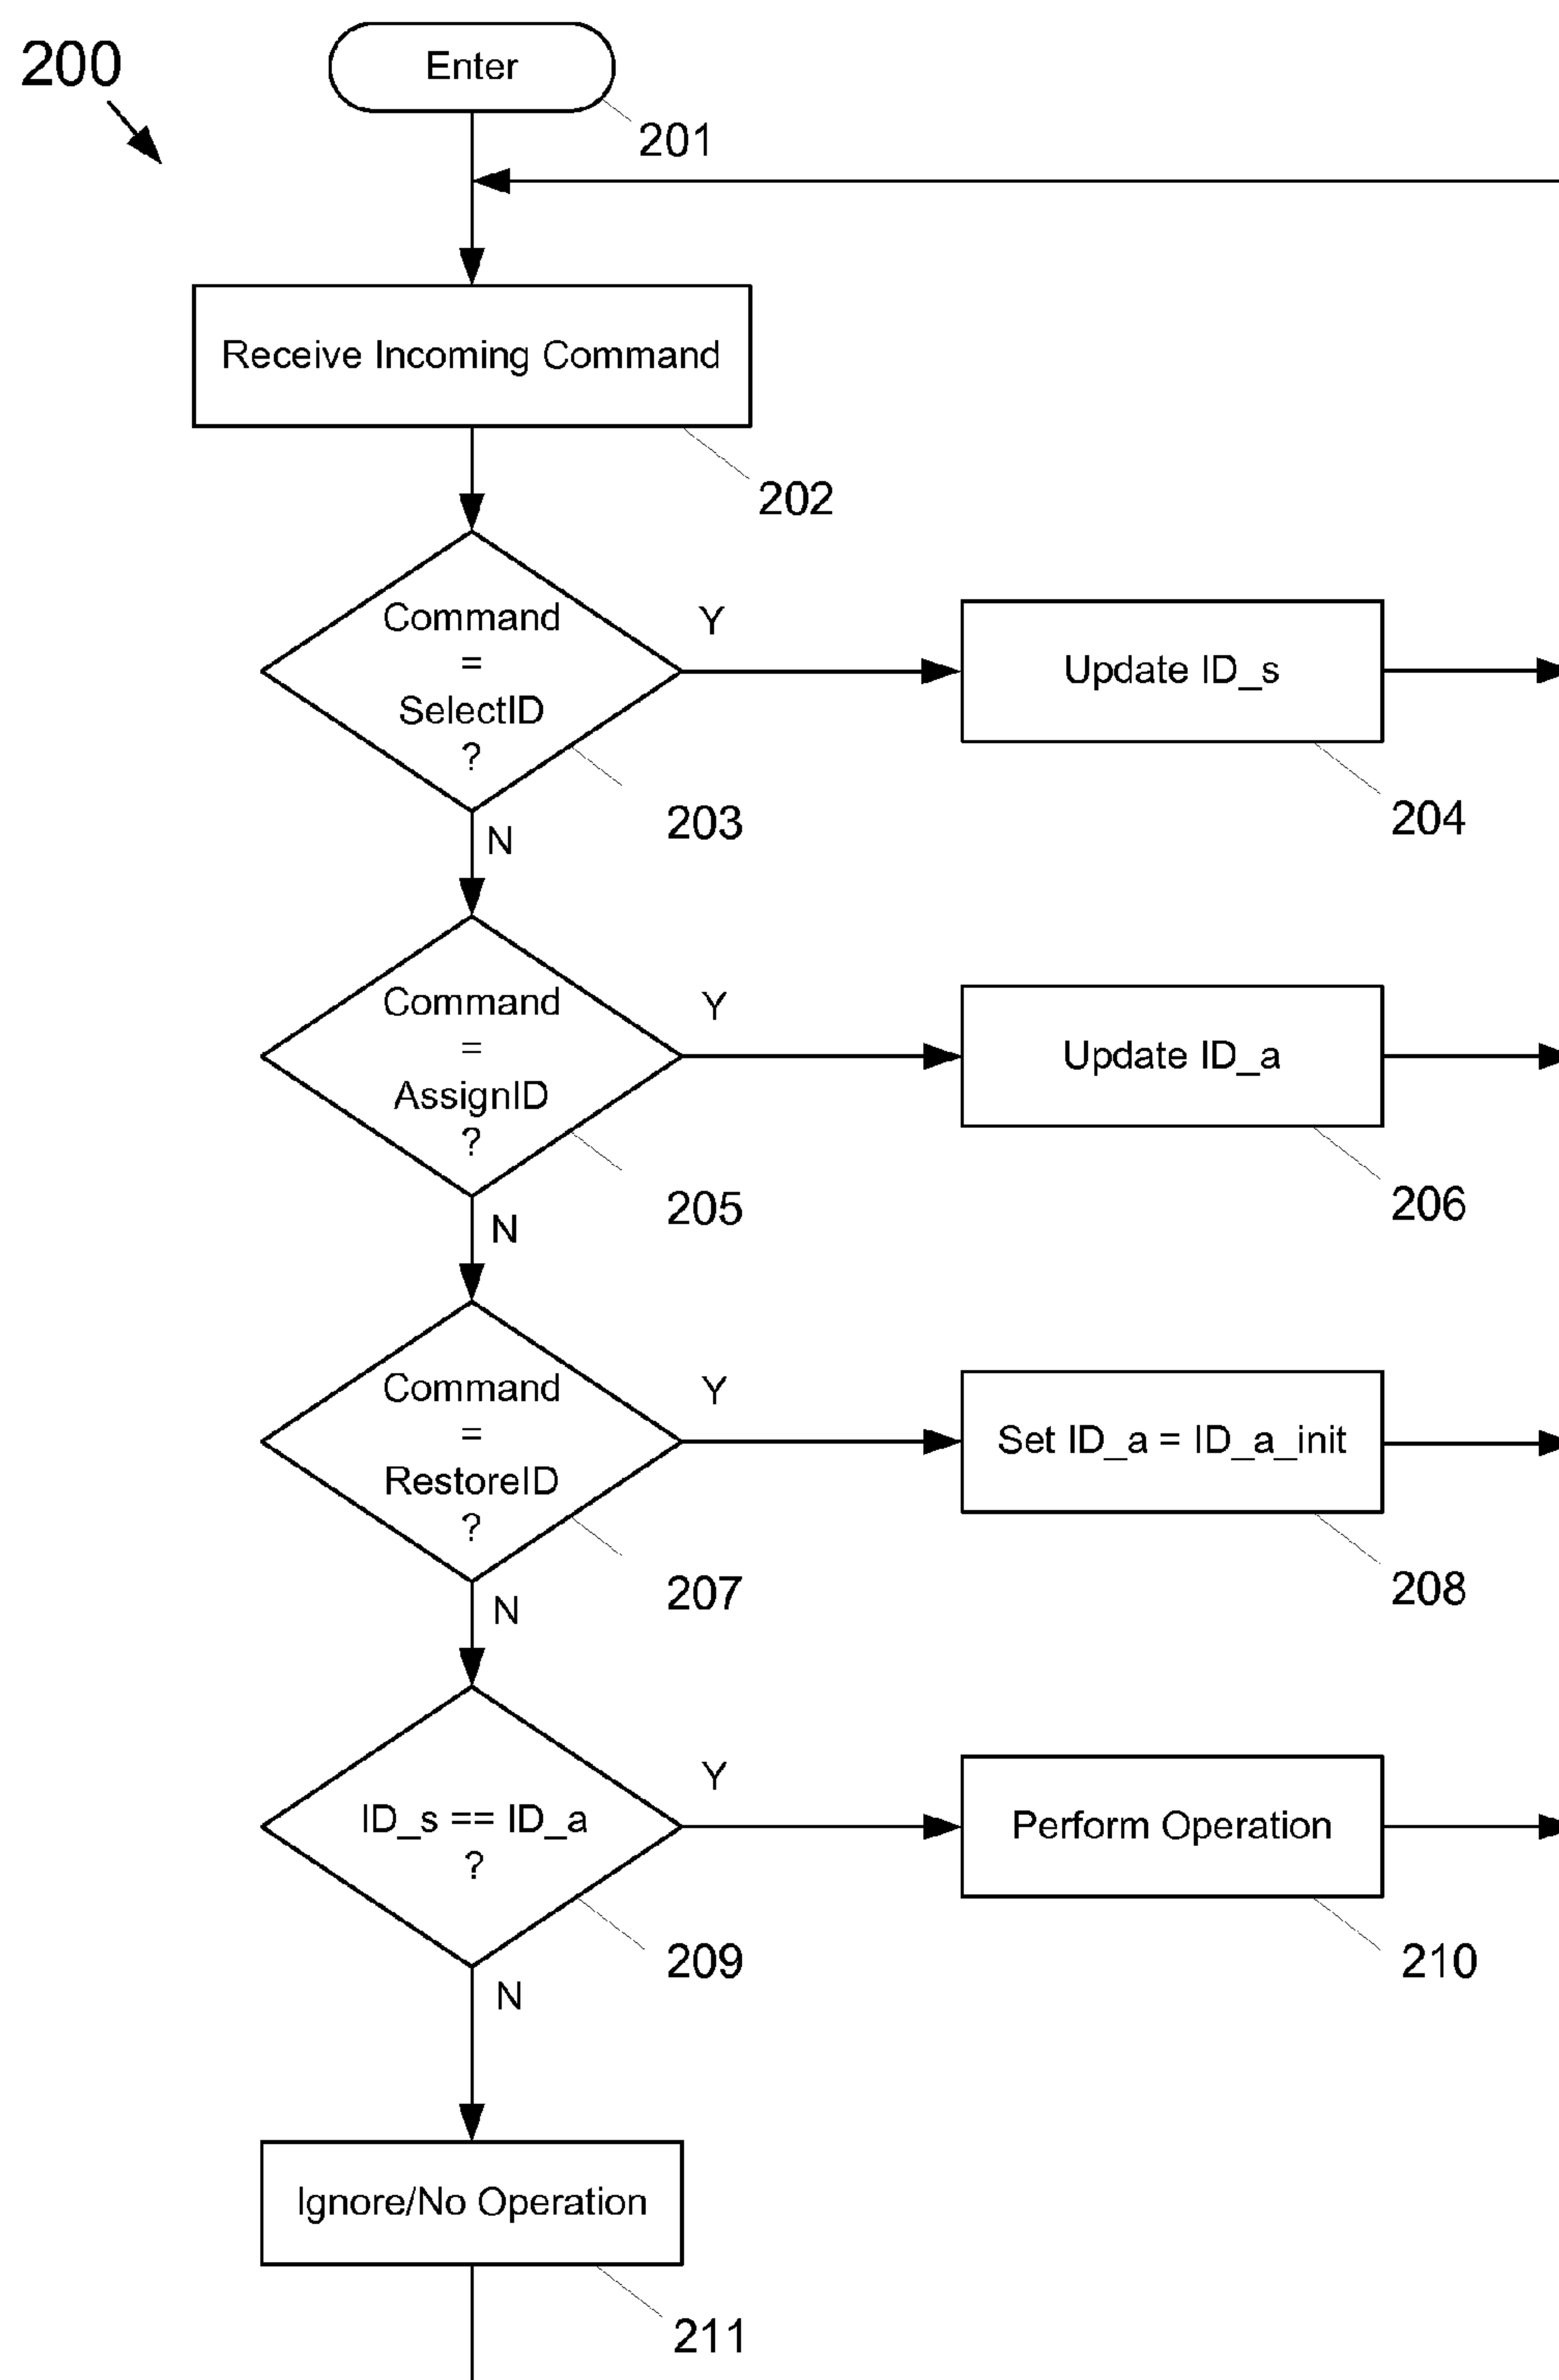 200
Enter
201
Receive Incoming Command
202
Command
=
SelectID
?
Y
203
N
Update ID_s
204
Command
=
AssignID
?
Y
205
N
Update ID_a
206
Command
=
RestoreID
?
Y
207
N
Set ID_a = ID_a_init
208
ID_s == ID_a
?
Y
209
N
Perform Operation
210
Ignore/No Operation
211